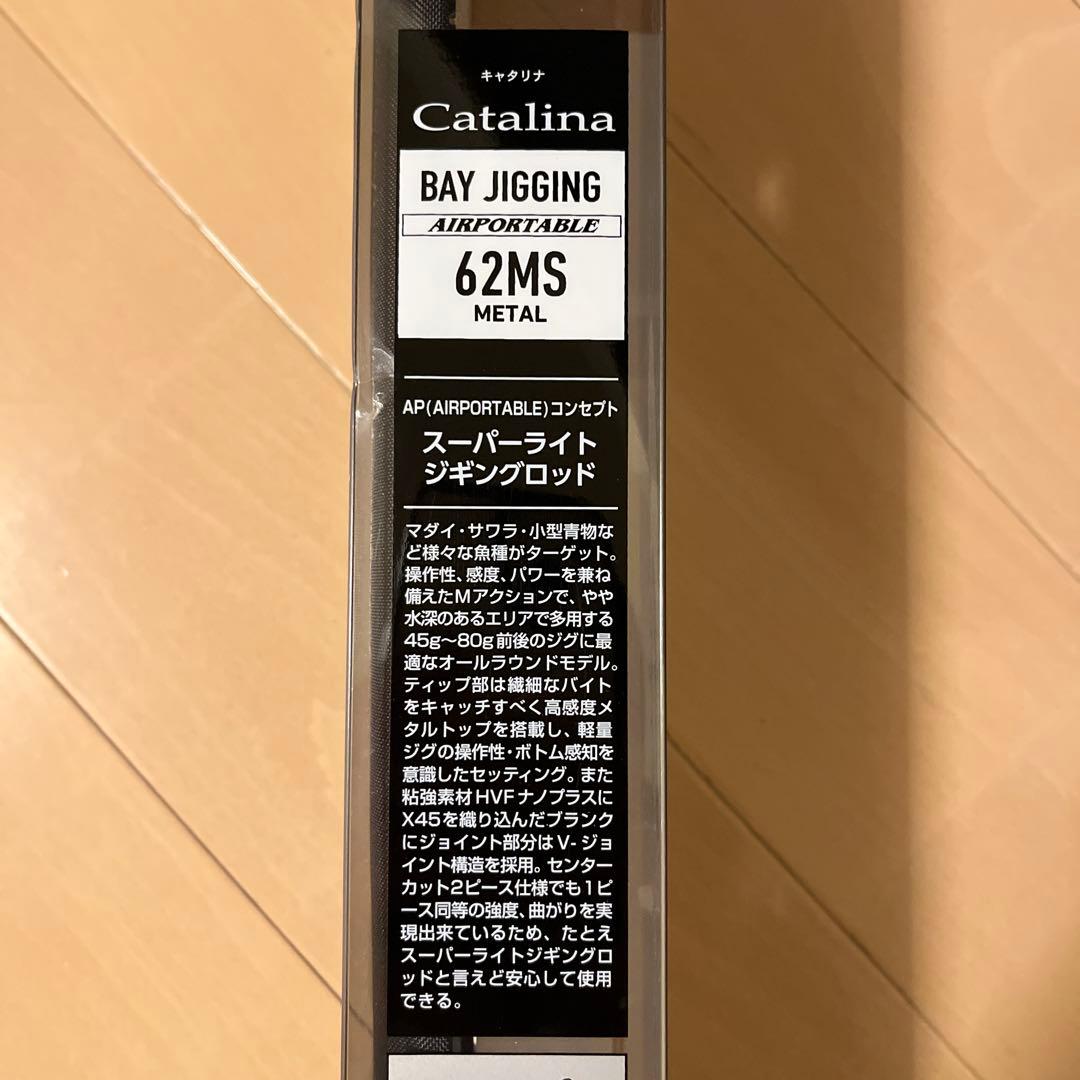 キャタリナ
Catalina
BAY JIGGING
AIRPORTABLE
62MS
METAL
AP(AIRPORTABLE)コンセプト
スーパーライト
ジギングロッド
マダイ・サワラ・小型青物な
ど様々な魚種がターゲット。
操作性、感度、パワーを兼ね
備えたMアクションで、やや
水深のあるエリアで多用する
45g〜80g前後のジグに最
適なオールラウンドモデル。
ティップ部は繊細なバイト
をキャッチすべく高感度メ
タルトップを搭載し、軽量
ジグの操作性・ボトム感知を
意識したセッティング。また
粘強素材HVFナノプラスに
X45を織り込んだブランク
にジョイント部分はV-ジョ
イント構造を採用。センター
カット2ピース仕様でも1ピ
ース同等の強度、曲がりを実
現出来ているため、たとえ
スーパーライトジギングロ
ッドと言えど安心して使用
できる。